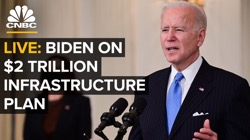 CNBC
LIVE: BIDEN ON
$2 TRILLION
INFRASTRUCTURE
PLAN